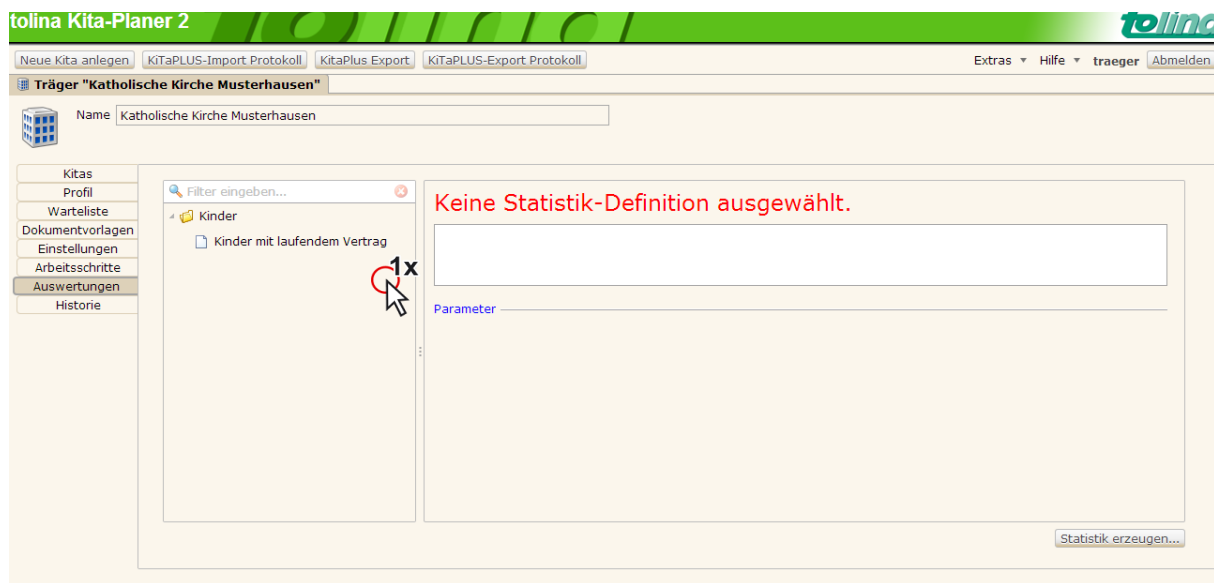 tolina Kita-Planer 2
tolina
Neue Kita anlegen KiTaPLUS-Import Protokoll KitaPlus Export KiTaPLUS-Export Protokoll Extras Hilfe traeger Abmelden
Träger "Katholische Kirche Musterhausen"
Name Katholische Kirche Musterhausen
Kitas
Profil
Warteliste
Dokumentvorlagen
Einstellungen
Arbeitsschritte
Auswertungen
Historie
Filter eingeben...
Kinder
Kinder mit laufendem Vertrag
1x
Keine Statistik-Definition ausgewählt.
Parameter
Statistik erzeugen...